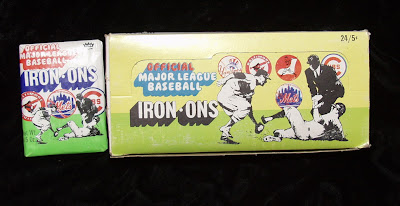 OFFICIAL
MAJOR LEAGUE
BASEBALL
IRON-ONS
Mets
24/5¢
OFFICIAL
MAJOR LEAGUE
BASEBALL
IRON-ONS
Mets